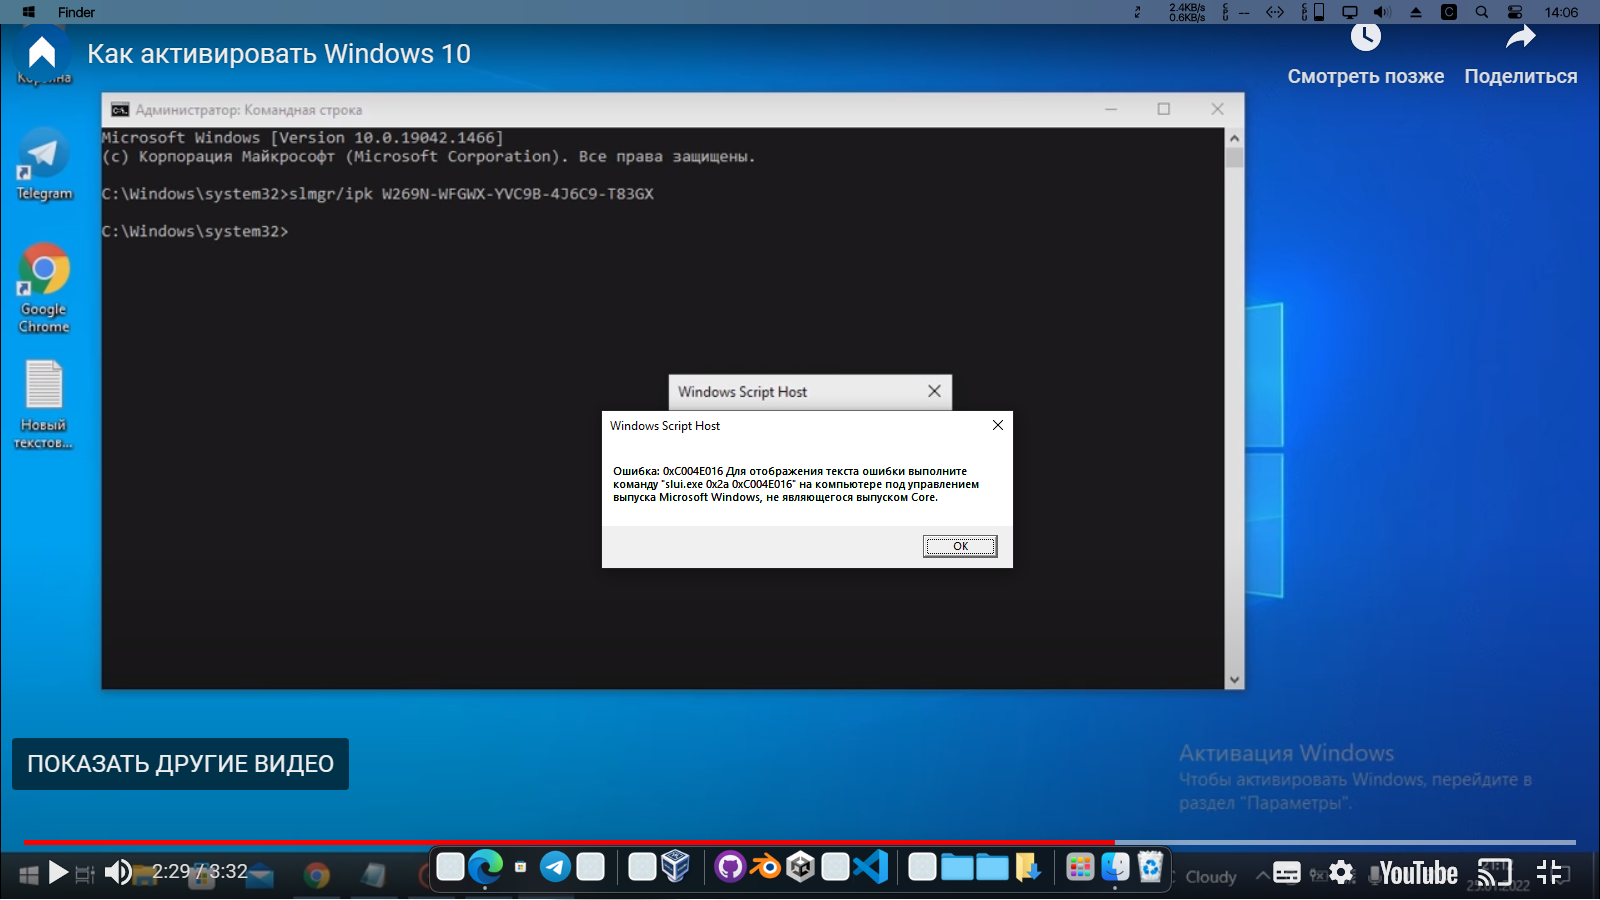 Finder
2.4KB/s
0.6KB/s
CPU
--
CPU
C
14:06
Как активировать Windows 10
Смотреть позже
Поделиться
Корзина
Администратор: Командная строка
Microsoft Windows [Version 10.0.19042.1466]
(c) Корпорация Майкрософт (Microsoft Corporation). Все права защищены.
C:\Windows\system32>slmgr/ipk W269N-WFGWX-YVC9B-4J6C9-T83GX
C:\Windows\system32>
Telegram
Google
Chrome
Новый
текстов...
Windows Script Host
Windows Script Host
Ошибка: 0xC004E016 Для отображения текста ошибки выполните
команду "slui.exe 0x2a 0xC004E016" на компьютере под управлением
выпуска Microsoft Windows, не являющегося выпуском Core.
OK
Активация Windows
Чтобы активировать Windows, перейдите в
раздел "Параметры".
ПОКАЗАТЬ ДРУГИЕ ВИДЕО
2:29 / 3:32
Cloudy
YouTube